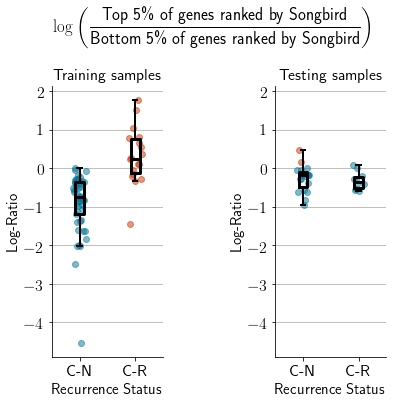 log ( Top 5% of genes ranked by Songbird
Bottom 5% of genes ranked by Songbird )
Training samples
2
1
0
−1
−2
−3
−4
Log-Ratio
C-N C-R
Recurrence Status
Testing samples
2
1
0
−1
−2
−3
−4
Log-Ratio
C-N C-R
Recurrence Status